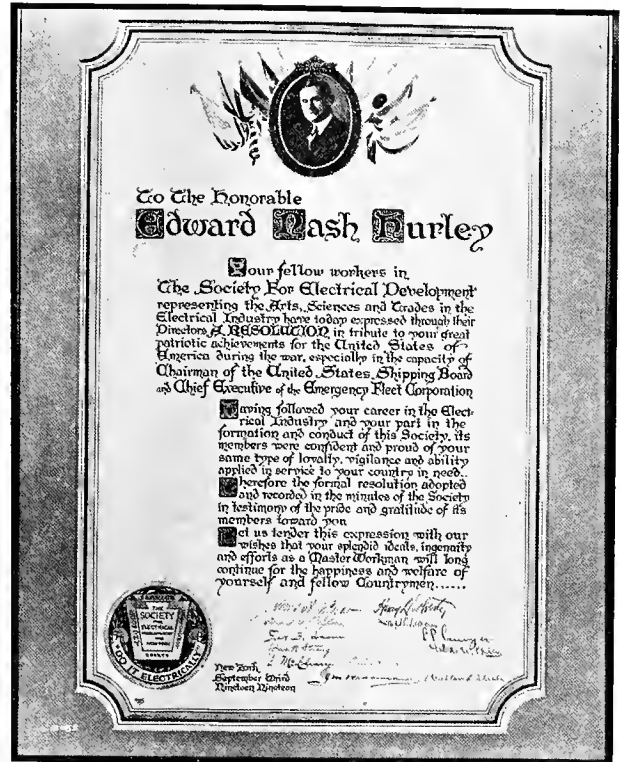 To The Honorable
Edward Nash Hurley
Your fellow workers in
The Society For Electrical Development
representing the Arts, Sciences and Trades in the
Electrical Industry have today expressed through their
Directors A RESOLUTION in tribute to your great
patriotic achievements for the United States of
America during the war, especially in the capacity of
Chairman of the United States Shipping Board
and Chief Executive of the Emergency Fleet Corporation
Having followed your career in the Elect-
rical Industry and your part in the
formation and conduct of this Society, its
members were confident and proud of your
same type of loyalty, vigilance and ability
applied in service to your country in need.
Therefore the formal resolution adopted
and recorded in the minutes of the Society
in testimony of the pride and gratitude of its
members toward you
Let us tender this expression with our
wishes that your splendid ideals, ingenuity
and efforts as a Master Workman will long
continue for the happiness and welfare of
yourself and fellow Countrymen......
THE
SOCIETY
FOR
ELECTRICAL
DEVELOPMENT
"DO IT ELECTRICALLY"
New York
September Third
Nineteen Nineteen